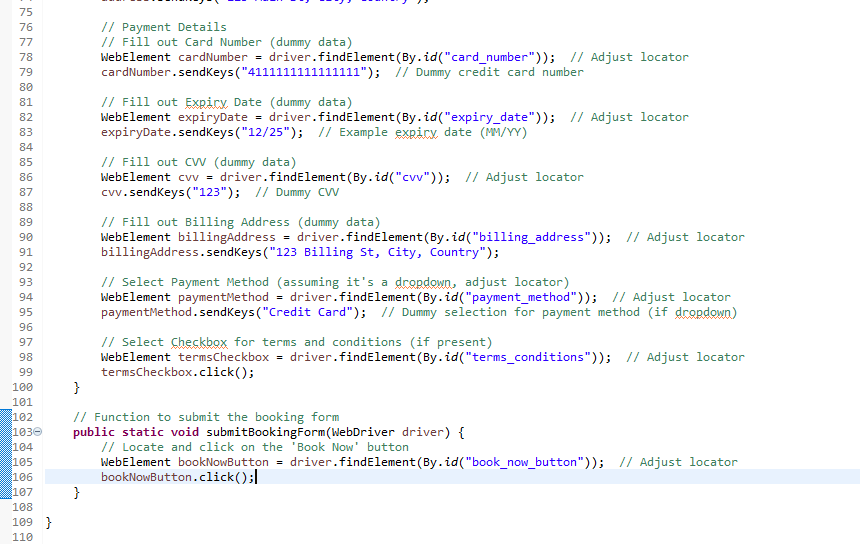 75
76 // Payment Details
77 // Fill out Card Number (dummy data)
78 WebElement cardNumber = driver.findElement(By.id("card_number"));  // Adjust locator
79 cardNumber.sendKeys("4111111111111111");  // Dummy credit card number
80
81 // Fill out Expiry Date (dummy data)
82 WebElement expiryDate = driver.findElement(By.id("expiry_date"));  // Adjust locator
83 expiryDate.sendKeys("12/25");  // Example expiry date (MM/YY)
84
85 // Fill out CVV (dummy data)
86 WebElement cvv = driver.findElement(By.id("cvv"));  // Adjust locator
87 cvv.sendKeys("123");  // Dummy CVV
88
89 // Fill out Billing Address (dummy data)
90 WebElement billingAddress = driver.findElement(By.id("billing_address"));  // Adjust locator
91 billingAddress.sendKeys("123 Billing St, City, Country");
92
93 // Select Payment Method (assuming it's a dropdown, adjust locator)
94 WebElement paymentMethod = driver.findElement(By.id("payment_method"));  // Adjust locator
95 paymentMethod.sendKeys("Credit Card");  // Dummy selection for payment method (if dropdown)
96
97 // Select Checkbox for terms and conditions (if present)
98 WebElement termsCheckbox = driver.findElement(By.id("terms_conditions"));  // Adjust locator
99 termsCheckbox.click();
100 }
101
102 // Function to submit the booking form
103 public static void submitBookingForm(WebDriver driver) {
104 // Locate and click on the 'Book Now' button
105 WebElement bookNowButton = driver.findElement(By.id("book_now_button"));  // Adjust locator
106 bookNowButton.click();
107 }
108
109 }
110